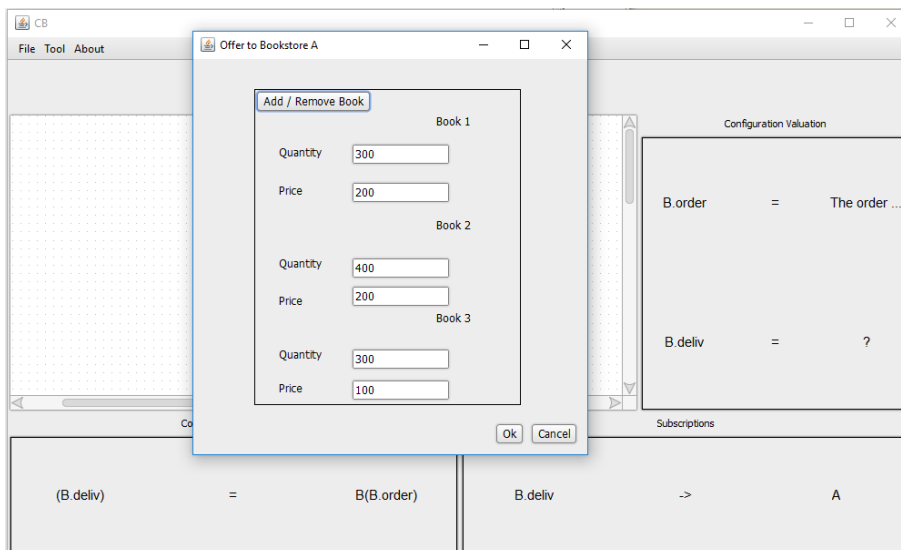 CB
File Tool About
Offer to Bookstore A
Add / Remove Book
Book 1
Quantity 300
Price 200
Book 2
Quantity 400
Price 200
Book 3
Quantity 300
Price 100
Ok Cancel
Configuration Valuation
B.order = The order ...
B.deliv = ?
Co
(B.deliv) = B(B.order)
Subscriptions
B.deliv -> A